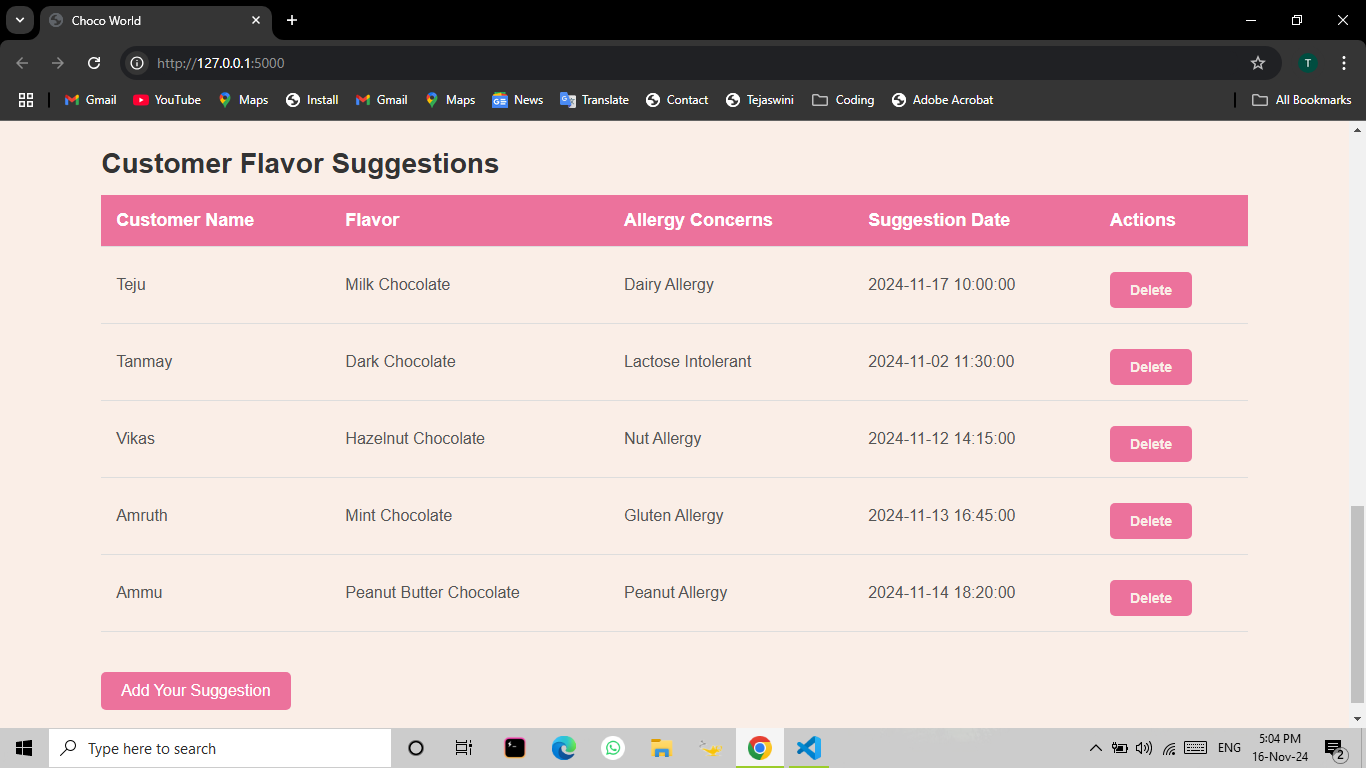 Choco World
http://127.0.0.1:5000
T
Gmail YouTube Maps Install Gmail Maps News Translate Contact Tejaswini Coding Adobe Acrobat All Bookmarks
Customer Flavor Suggestions
Customer Name Flavor Allergy Concerns Suggestion Date Actions
Teju Milk Chocolate Dairy Allergy 2024-11-17 10:00:00 Delete
Tanmay Dark Chocolate Lactose Intolerant 2024-11-02 11:30:00 Delete
Vikas Hazelnut Chocolate Nut Allergy 2024-11-12 14:15:00 Delete
Amruth Mint Chocolate Gluten Allergy 2024-11-13 16:45:00 Delete
Ammu Peanut Butter Chocolate Peanut Allergy 2024-11-14 18:20:00 Delete
Add Your Suggestion
Type here to search
ENG
5:04 PM
16-Nov-24
2